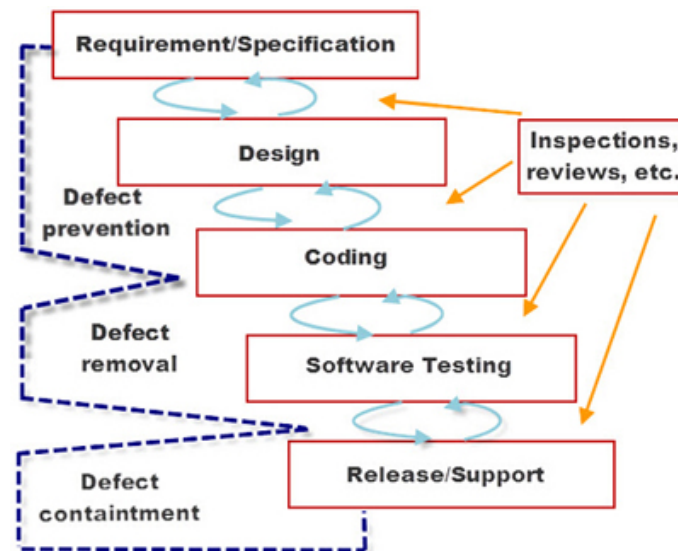 Requirement/Specification
Design
Inspections,
reviews, etc.
Defect
prevention
Coding
Defect
removal
Software Testing
Release/Support
Defect
containtment